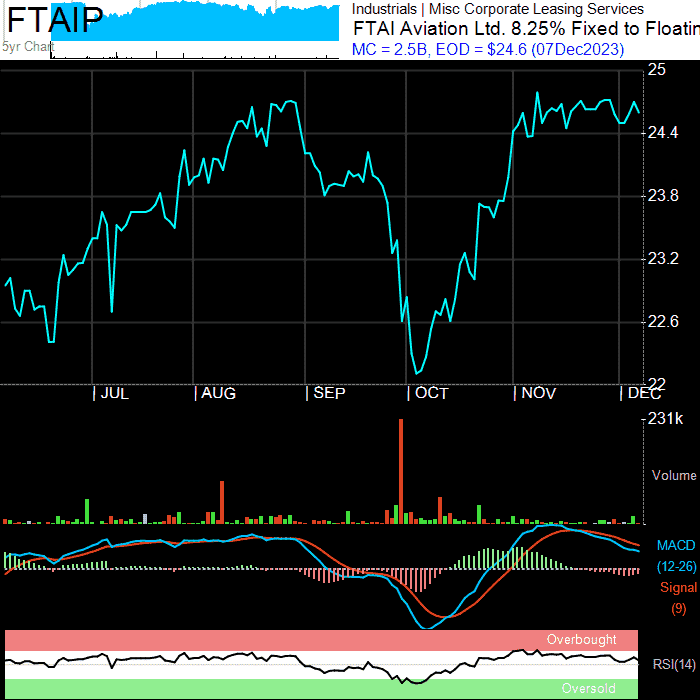 FTAIP
5yr Chart
Industrials | Misc Corporate Leasing Services
FTAI Aviation Ltd. 8.25% Fixed to Floatin
MC = 2.5B, EOD = $24.6 (07Dec2023)
25
24.4
23.8
23.2
22.6
22
| JUL | AUG | SEP | OCT | NOV | DEC
231k
Volume
MACD
(12-26)
Signal
(9)
Overbought
RSI(14)
Oversold